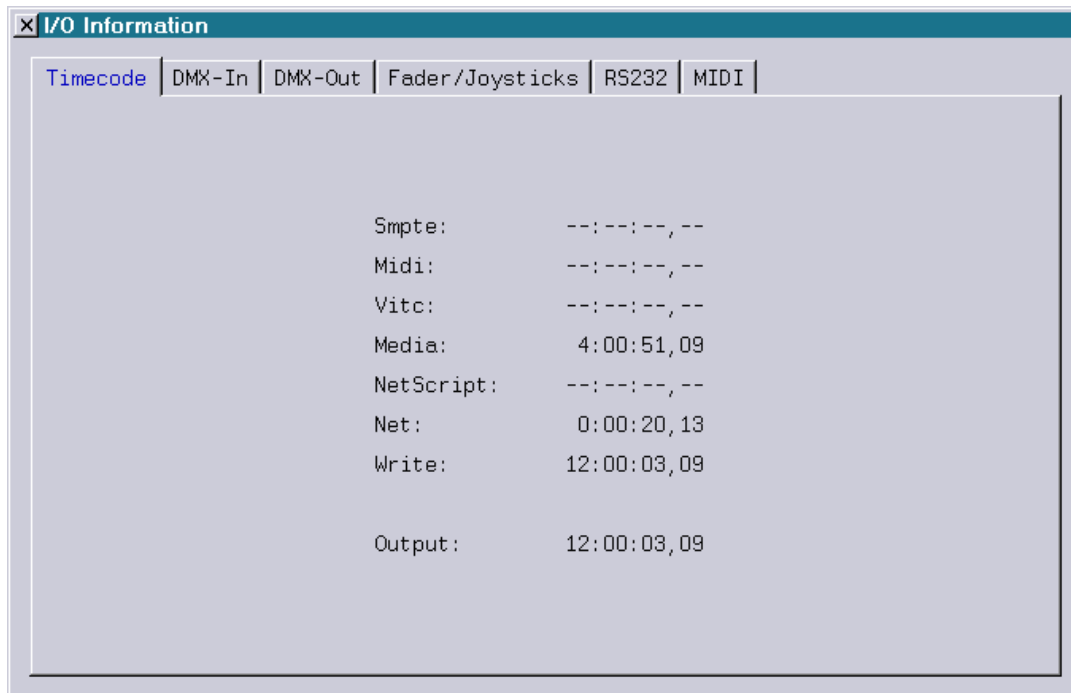 I/O Information
Timecode DMX-In DMX-Out Fader/Joysticks RS232 MIDI
Smpte: --:--:--,--
Midi: --:--:--,--
Vitc: --:--:--,--
Media: 4:00:51,09
NetScript: --:--:--,--
Net: 0:00:20,13
Write: 12:00:03,09
Output: 12:00:03,09